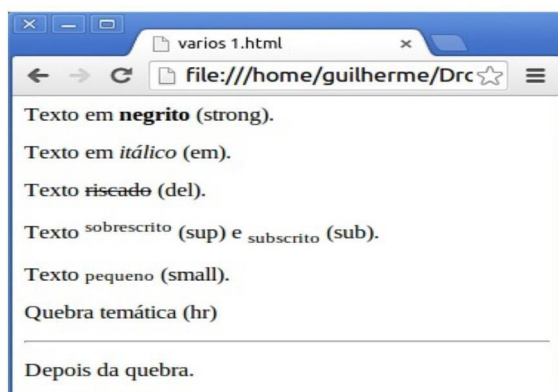 varios 1.html
file:///home/guilherme/Drc
Texto em negrito (strong).
Texto em itálico (em).
Texto riscado (del).
Texto sobrescrito (sup) e subscrito (sub).
Texto pequeno (small).
Quebra temática (hr)
Depois da quebra.